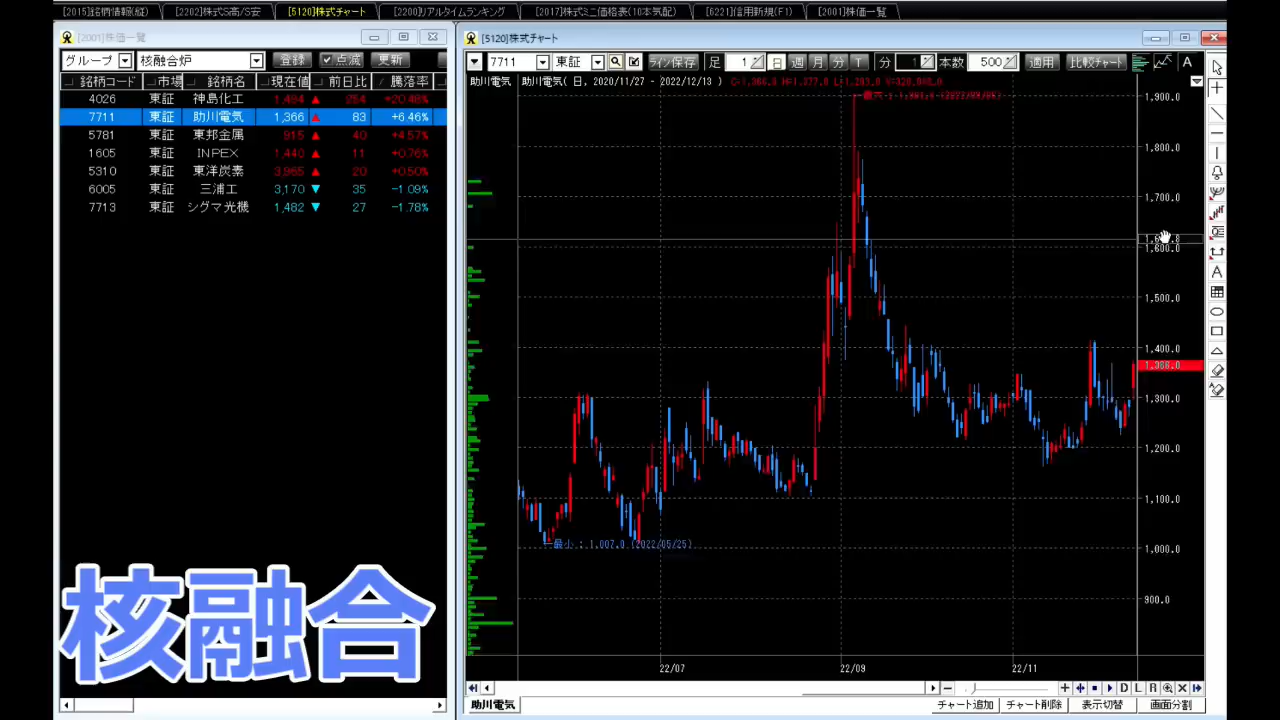 [2015]銘柄情報(縦) [2202]株式S高/S安 [5120]株式チャート [2200]リアルタイムランキング [2017]株式ミニ価格表(10本気配) [6221]信用新規(F1) [2001]株価一覧
[2001]株価一覧
グループ 核融合炉 登録 点滅 更新
銘柄コード 市場 銘柄名 現在値 前日比 騰落率
4026 東証 神島化工 1,494 ▲ 254 +20.48%
7711 東証 助川電気 1,366 ▲ 83 +6.46%
5781 東証 東邦金属 915 ▲ 40 +4.57%
1605 東証 INPEX 1,440 ▲ 11 +0.76%
5310 東証 東洋炭素 3,965 ▲ 20 +0.50%
6005 東証 三浦工 3,170 ▼ 35 -1.09%
7713 東証 シグマ光機 1,482 ▼ 27 -1.78%
核融合
[5120]株式チャート
7711 東証 ライン保存 足 1 日 週 月 分 T 分 1 本数 500 適用 比較チャート A
助川電気 助川電気( 日, 2020/11/27 - 2022/12/13 )
1,900.0
1,800.0
1,700.0
1,600.0
1,500.0
1,400.0
1,366.0
1,300.0
1,200.0
1,100.0
1,000.0
900.0
最小 : 1,007.0 (2022/05/25)
22/07 22/09 22/11
D L R
助川電気 チャート追加 チャート削除 表示切替 画面分割